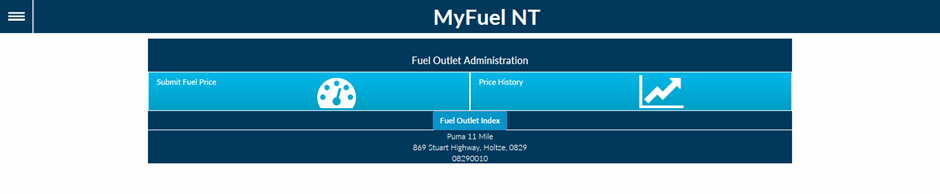 MyFuel NT
Fuel Outlet Administration
Submit Fuel Price
Price History
Fuel Outlet Index
Puma 11 Mile
869 Stuart Highway, Holtze, 0829
08290010